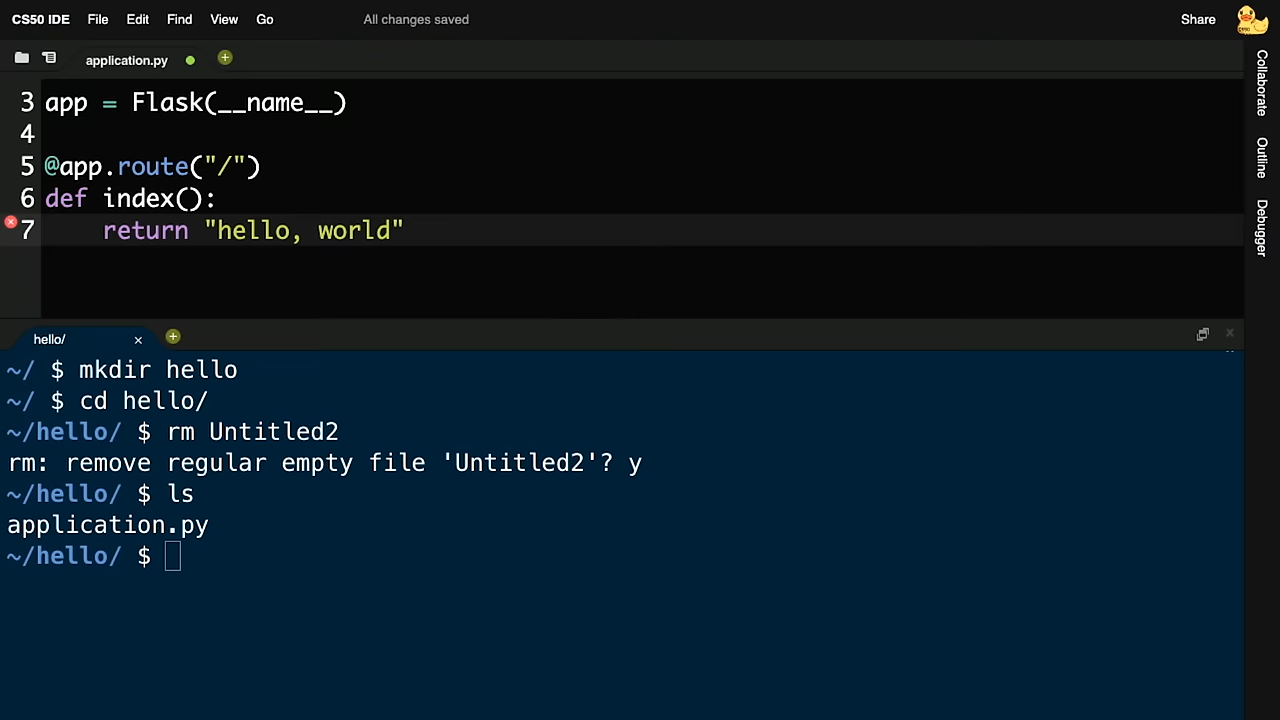 CS50 IDE File Edit Find View Go All changes saved Share
application.py
3 app = Flask(__name__)
4
5 @app.route("/")
6 def index():
7     return "hello, world"
Collaborate
Outline
Debugger
hello/
~/ $ mkdir hello
~/ $ cd hello/
~/hello/ $ rm Untitled2
rm: remove regular empty file 'Untitled2'? y
~/hello/ $ ls
application.py
~/hello/ $